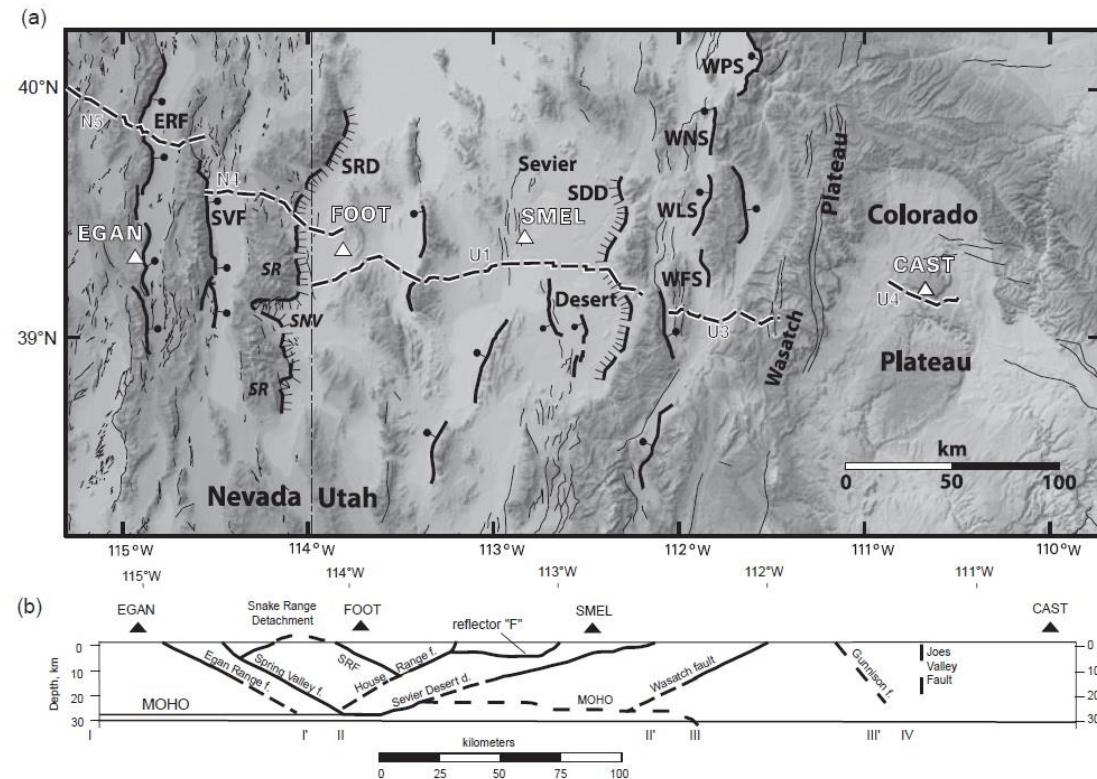 (a)
40°N
39°N
N5
ERF
N4
SVF
EGAN
SR
SNV
SR
SRD
FOOT
U1
Sevier
SMEL
SDD
Desert
WPS
WNS
WLS
WFS
U3
Wasatch
Plateau
Colorado
CAST
U4
Plateau
km
0 50 100
Nevada Utah
115°W 114°W 113°W 112°W 111°W 110°W
115°W 114°W 113°W 112°W 111°W
(b)
EGAN
Snake Range
Detachment
FOOT
reflector "F"
SMEL
CAST
Depth, km
0
10
20
30
Egan Range f.
Spring Valley f.
SRF
House Range f.
Sevier Desert d.
MOHO
MOHO
Wasatch fault
Gunnison f.
Joes
Valley
Fault
0
10
20
30
I I' II II' III III' IV
kilometers
0 25 50 75 100